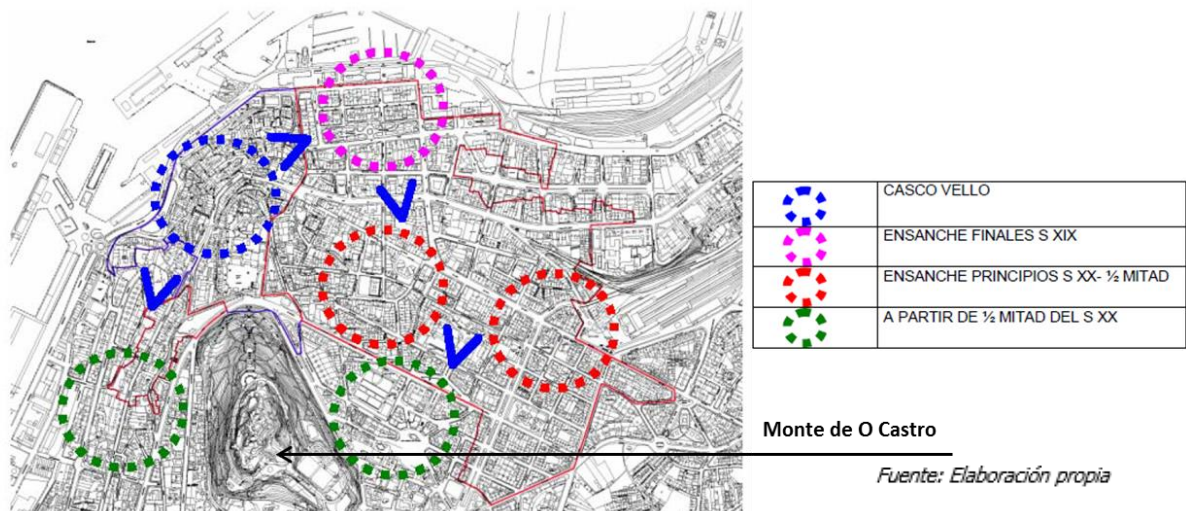 CASCO VELLO
ENSANCHE FINALES S XIX
ENSANCHE PRINCIPIOS S XX- ½ MITAD
A PARTIR DE ½ MITAD DEL S XX
Monte de O Castro
Fuente: Elaboración propia